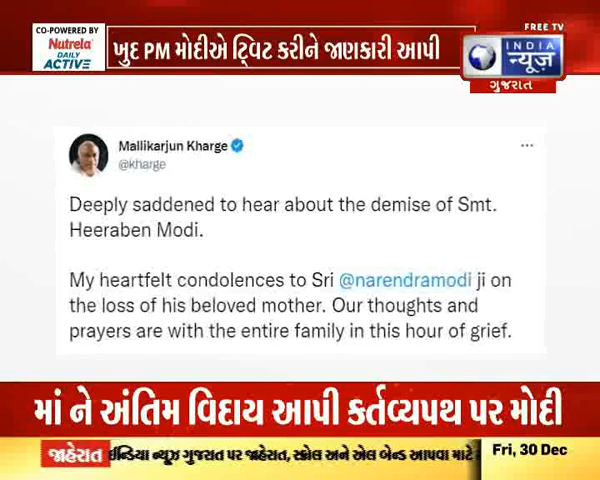 CO-POWERED BY
Nutrela
DAILY
ACTIVE
ખુદ PM મોદીએ ટ્વિટ કરીને જાણકારી આપી
FREE TV
INDIA
ન્યૂઝ
ગુજરાત
Mallikarjun Kharge
@kharge
Deeply saddened to hear about the demise of Smt.
Heeraben Modi.
My heartfelt condolences to Sri @narendramodi ji on
the loss of his beloved mother. Our thoughts and
prayers are with the entire family in this hour of grief.
માં ને અંતિમ વિદાય આપી કર્તવ્યપથ પર મોદી
જાહેરાત
ઇન્ડિયા ન્યૂઝ ગુજરાત પર જાહેરાત, સ્ક્રોલ અને એલ બેન્ડ આપવા માટે
Fri, 30 Dec